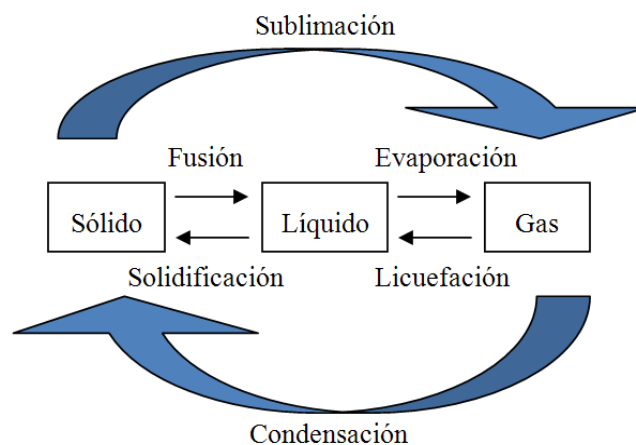 Sublimación
Fusión
Evaporación
Sólido
Líquido
Gas
Solidificación
Licuefación
Condensación